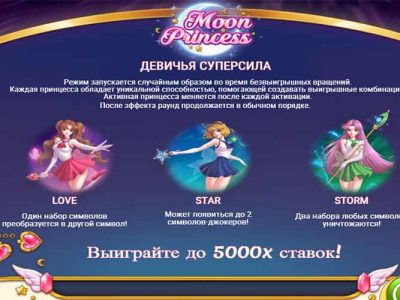 Moon
Princess
ДЕВИЧЬЯ СУПЕРСИЛА
Режим запускается случайным образом во время безвыигрышных вращений.
Каждая принцесса обладает уникальной способностью, помогающей создавать выигрышные комбинаци
Активная принцесса меняется после каждой активации.
После эффекта раунд продолжается в обычном порядке.
LOVE
Один набор символов
преобразуется в другой символ!
STAR
Может появиться до 2
символов-джокеров!
STORM
Два набора любых символо
уничтожаются!
Выиграйте до 5000x ставок!